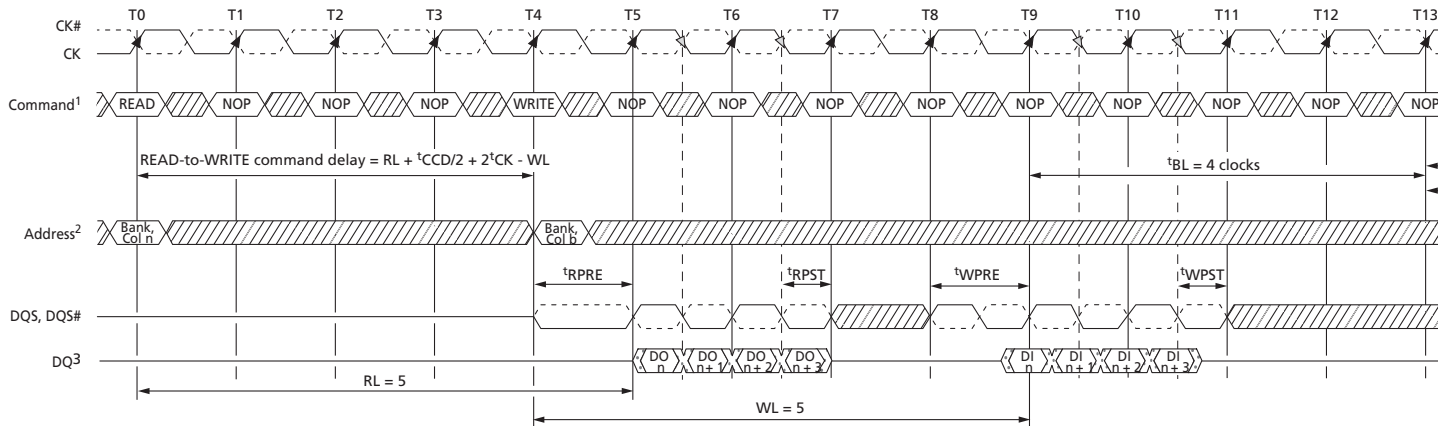 T0 T1 T2 T3 T4 T5 T6 T7 T8 T9 T10 T11 T12 T13
CK#
CK
Command1 READ NOP NOP NOP WRITE NOP NOP NOP NOP NOP NOP NOP NOP NOP
READ-to-WRITE command delay = RL + tCCD/2 + 2tCK - WL
tBL = 4 clocks
Address2 Bank, Col n Bank, Col b
tRPRE tRPST tWPRE tWPST
DQS, DQS#
DQ3 DO n DO n + 1 DO n + 2 DO n + 3 DI n DI n + 1 DI n + 2 DI n + 3
RL = 5
WL = 5